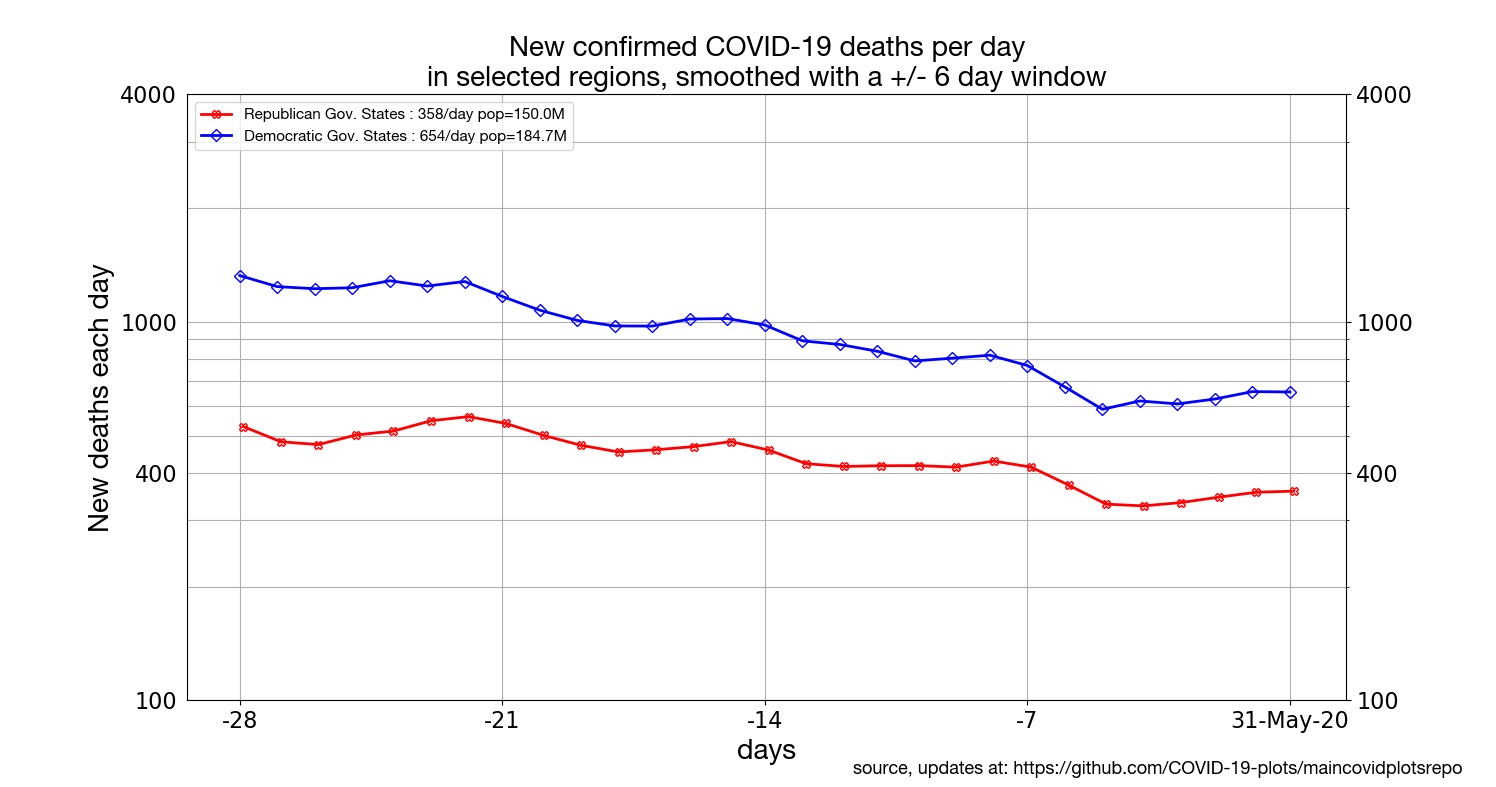 New confirmed COVID-19 deaths per day
in selected regions, smoothed with a +/- 6 day window
Republican Gov. States : 358/day pop=150.0M
Democratic Gov. States : 654/day pop=184.7M
New deaths each day
4000
1000
400
100
4000
1000
400
100
-28
-21
-14
-7
31-May-20
days
source, updates at: https://github.com/COVID-19-plots/maincovidplotsrepo